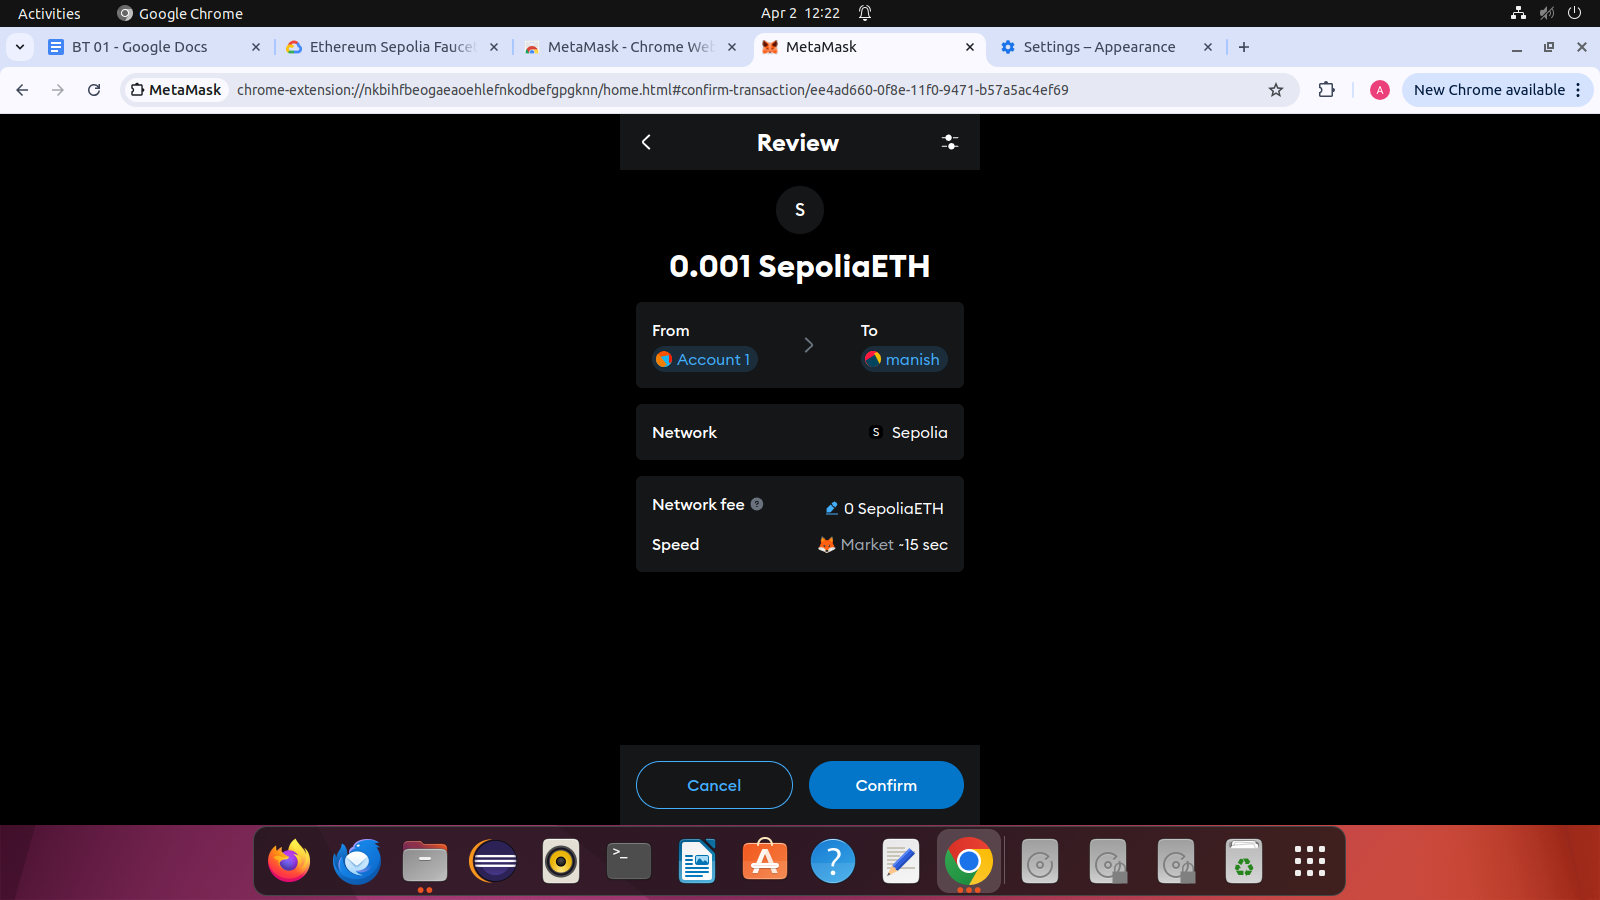 Activities
Google Chrome
Apr 2 12:22
BT 01 - Google Docs
Ethereum Sepolia Faucet
MetaMask - Chrome Web
MetaMask
Settings – Appearance
MetaMask
chrome-extension://nkbihfbeogaeaoehlefnkodbefgpgknn/home.html#confirm-transaction/ee4ad660-0f8e-11f0-9471-b57a5ac4ef69
A
New Chrome available
Review
S
0.001 SepoliaETH
From
To
Account 1
manish
Network
S Sepolia
Network fee ?
0 SepoliaETH
Speed
Market ~15 sec
Cancel
Confirm
>_
?